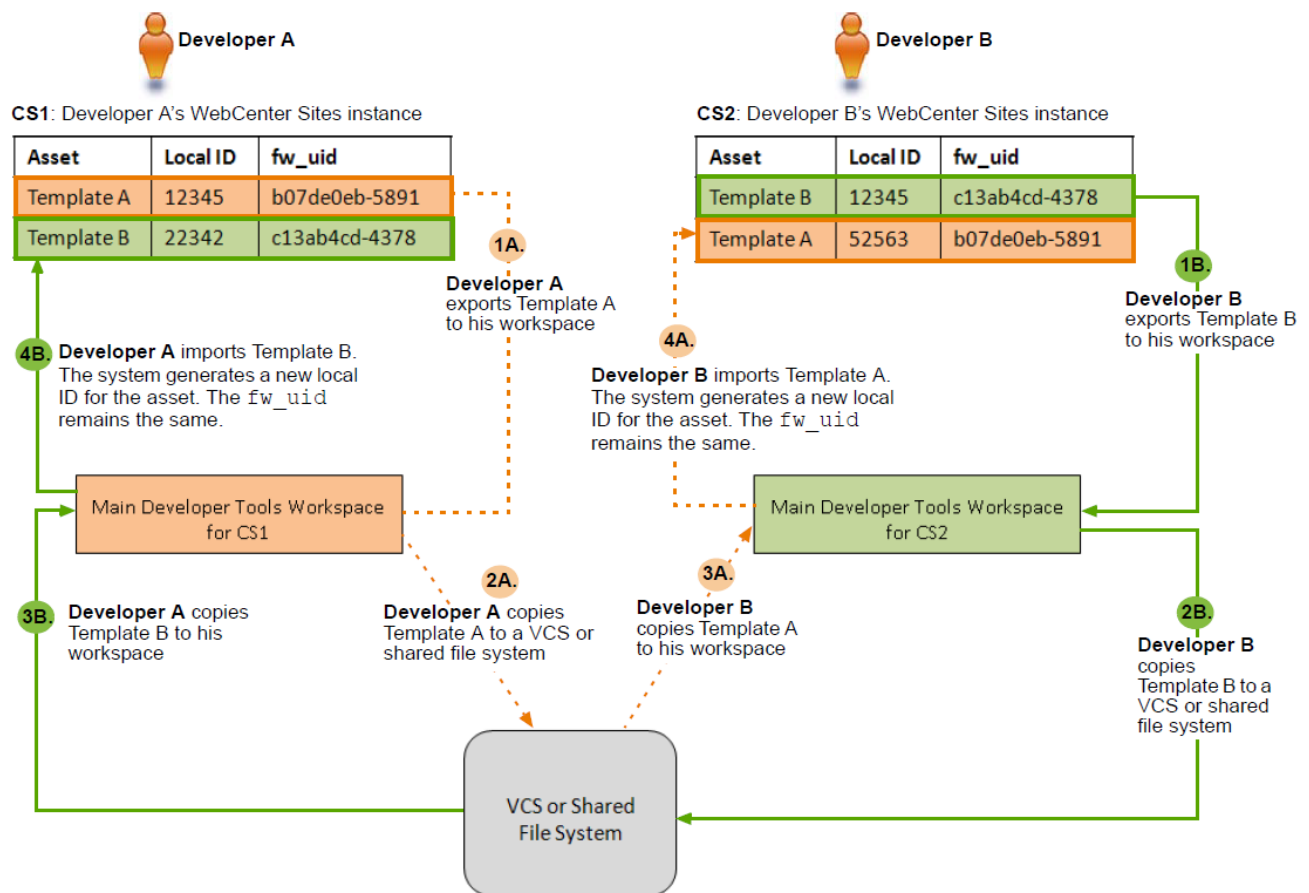 Developer A
Developer B
CS1: Developer A's WebCenter Sites instance
Asset Local ID fw_uid
Template A 12345 b07de0eb-5891
Template B 22342 c13ab4cd-4378
CS2: Developer B's WebCenter Sites instance
Asset Local ID fw_uid
Template B 12345 c13ab4cd-4378
Template A 52563 b07de0eb-5891
1A.
Developer A
exports Template A
to his workspace
1B.
Developer B
exports Template B
to his workspace
4B. Developer A imports Template B.
The system generates a new local
ID for the asset. The fw_uid
remains the same.
4A.
Developer B imports Template A.
The system generates a new local
ID for the asset. The fw_uid
remains the same.
Main Developer Tools Workspace
for CS1
Main Developer Tools Workspace
for CS2
3B. Developer A copies
Template B to his
workspace
2A.
Developer A copies
Template A to a VCS or
shared file system
3A.
Developer B
copies Template A
to his workspace
2B.
Developer B
copies
Template B to a
VCS or shared
file system
VCS or Shared
File System